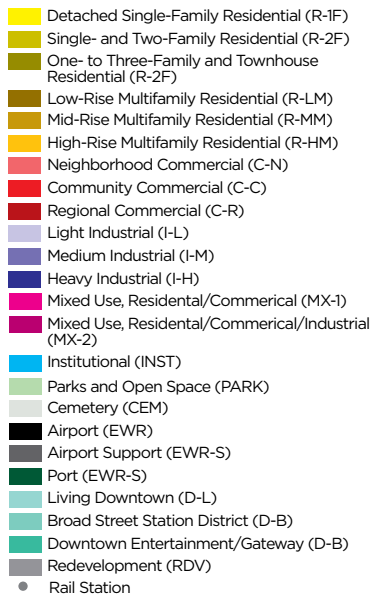 Detached Single-Family Residential (R-1F)
Single- and Two-Family Residential (R-2F)
One- to Three-Family and Townhouse
Residential (R-2F)
Low-Rise Multifamily Residential (R-LM)
Mid-Rise Multifamily Residential (R-MM)
High-Rise Multifamily Residential (R-HM)
Neighborhood Commercial (C-N)
Community Commercial (C-C)
Regional Commercial (C-R)
Light Industrial (I-L)
Medium Industrial (I-M)
Heavy Industrial (I-H)
Mixed Use, Residental/Commerical (MX-1)
Mixed Use, Residental/Commerical/Industrial
(MX-2)
Institutional (INST)
Parks and Open Space (PARK)
Cemetery (CEM)
Airport (EWR)
Airport Support (EWR-S)
Port (EWR-S)
Living Downtown (D-L)
Broad Street Station District (D-B)
Downtown Entertainment/Gateway (D-B)
Redevelopment (RDV)
Rail Station